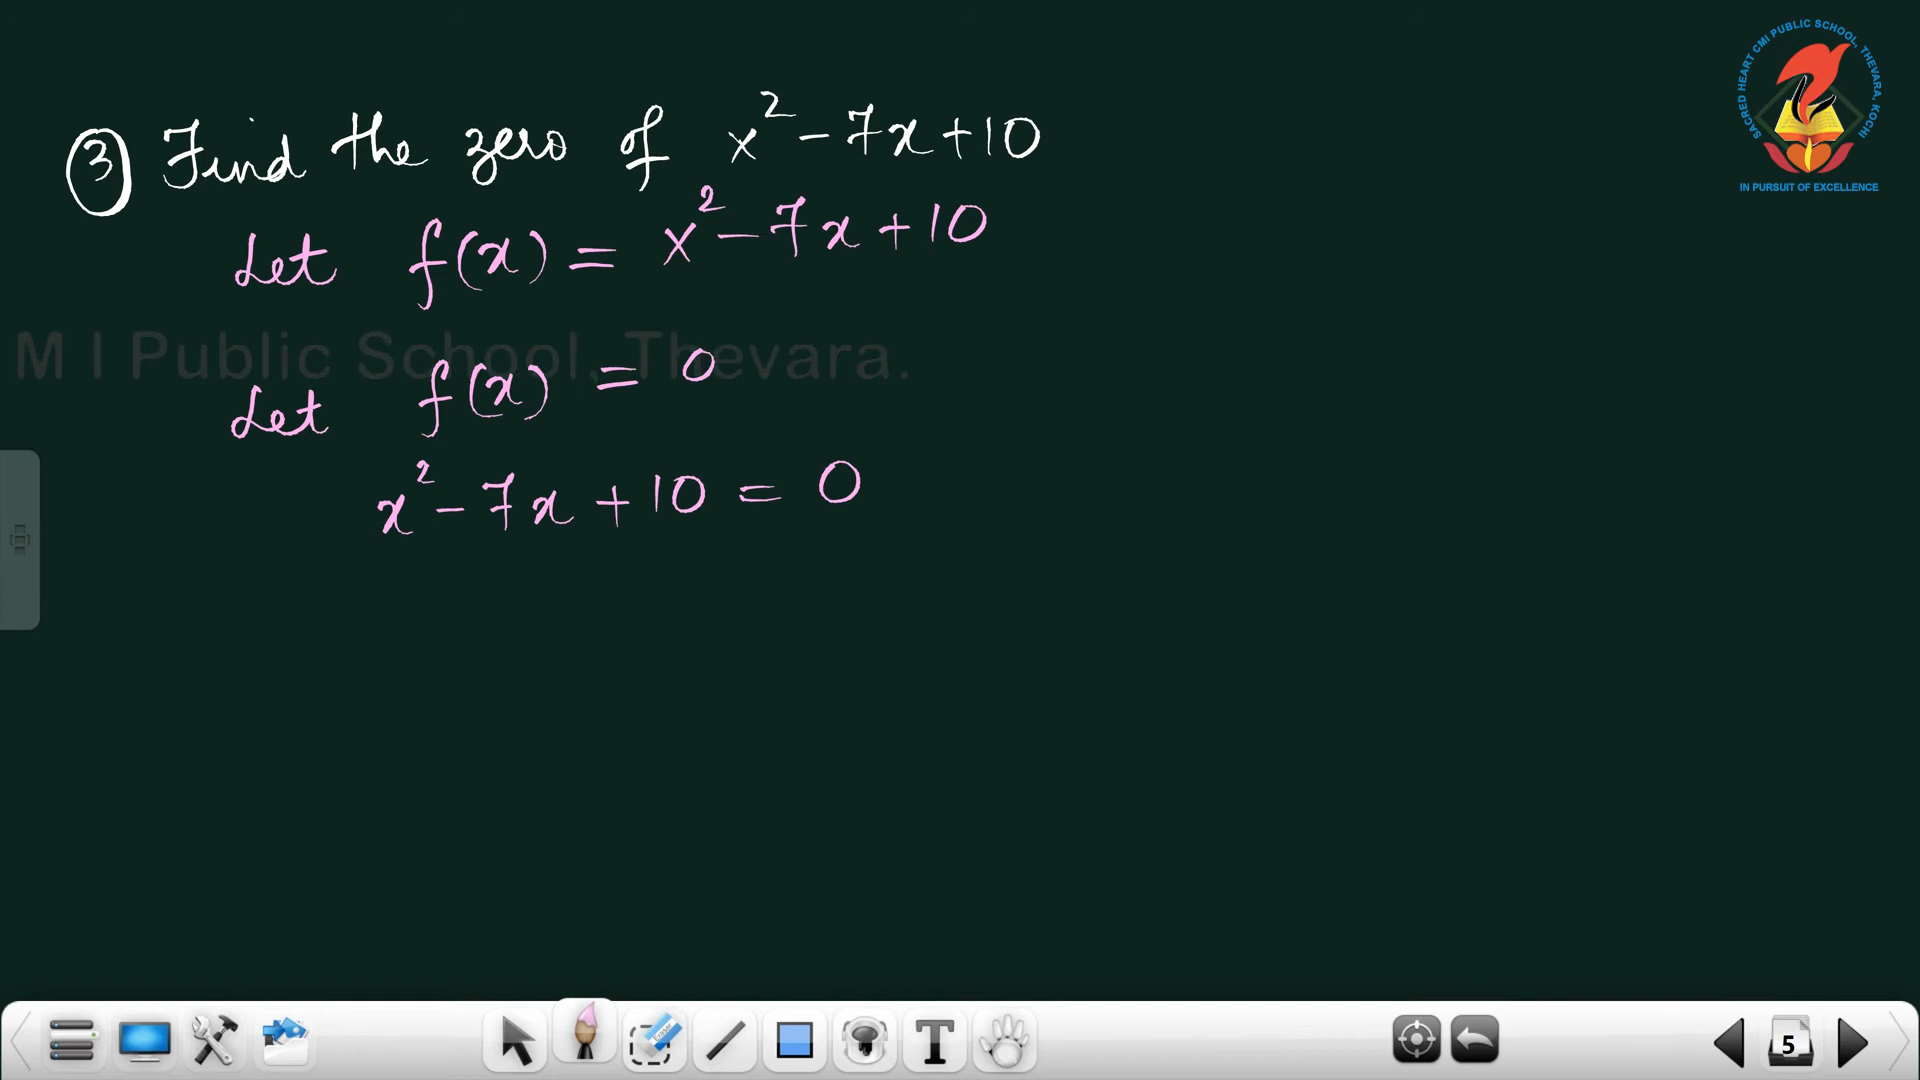 SACRED HEART CMI PUBLIC SCHOOL, THEVARA, KOCHI
IN PURSUIT OF EXCELLENCE
③ Find the zero of x² - 7x + 10
Let f(x) = x² - 7x + 10
M I Public School, Thevara.
Let f(x) = 0
x² - 7x + 10 = 0
Eraser
T
5